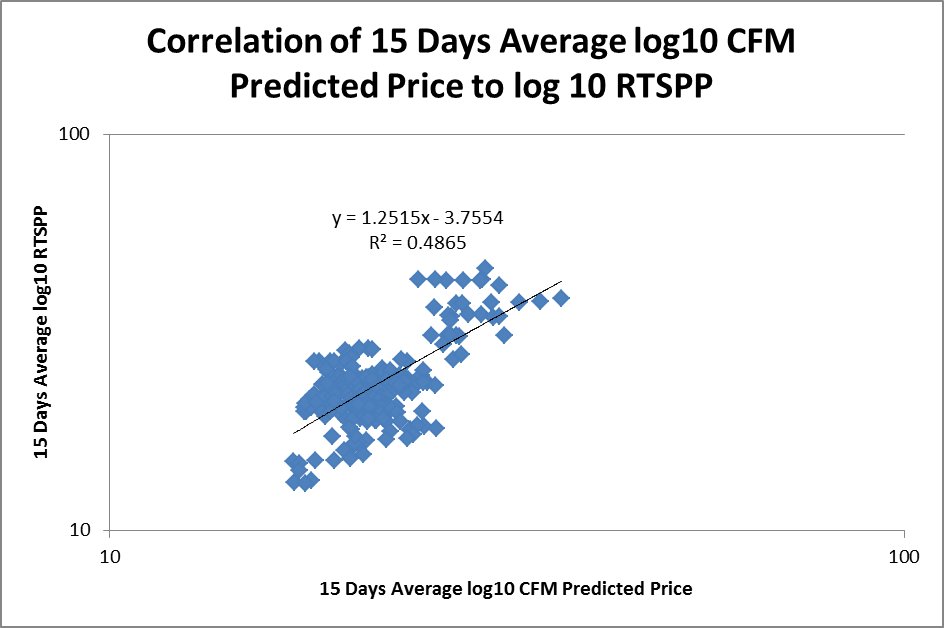 Correlation of 15 Days Average log10 CFM
Predicted Price to log 10 RTSPP
100
y = 1.2515x - 3.7554
R² = 0.4865
15 Days Average log10 RTSPP
10
10
100
15 Days Average log10 CFM Predicted Price